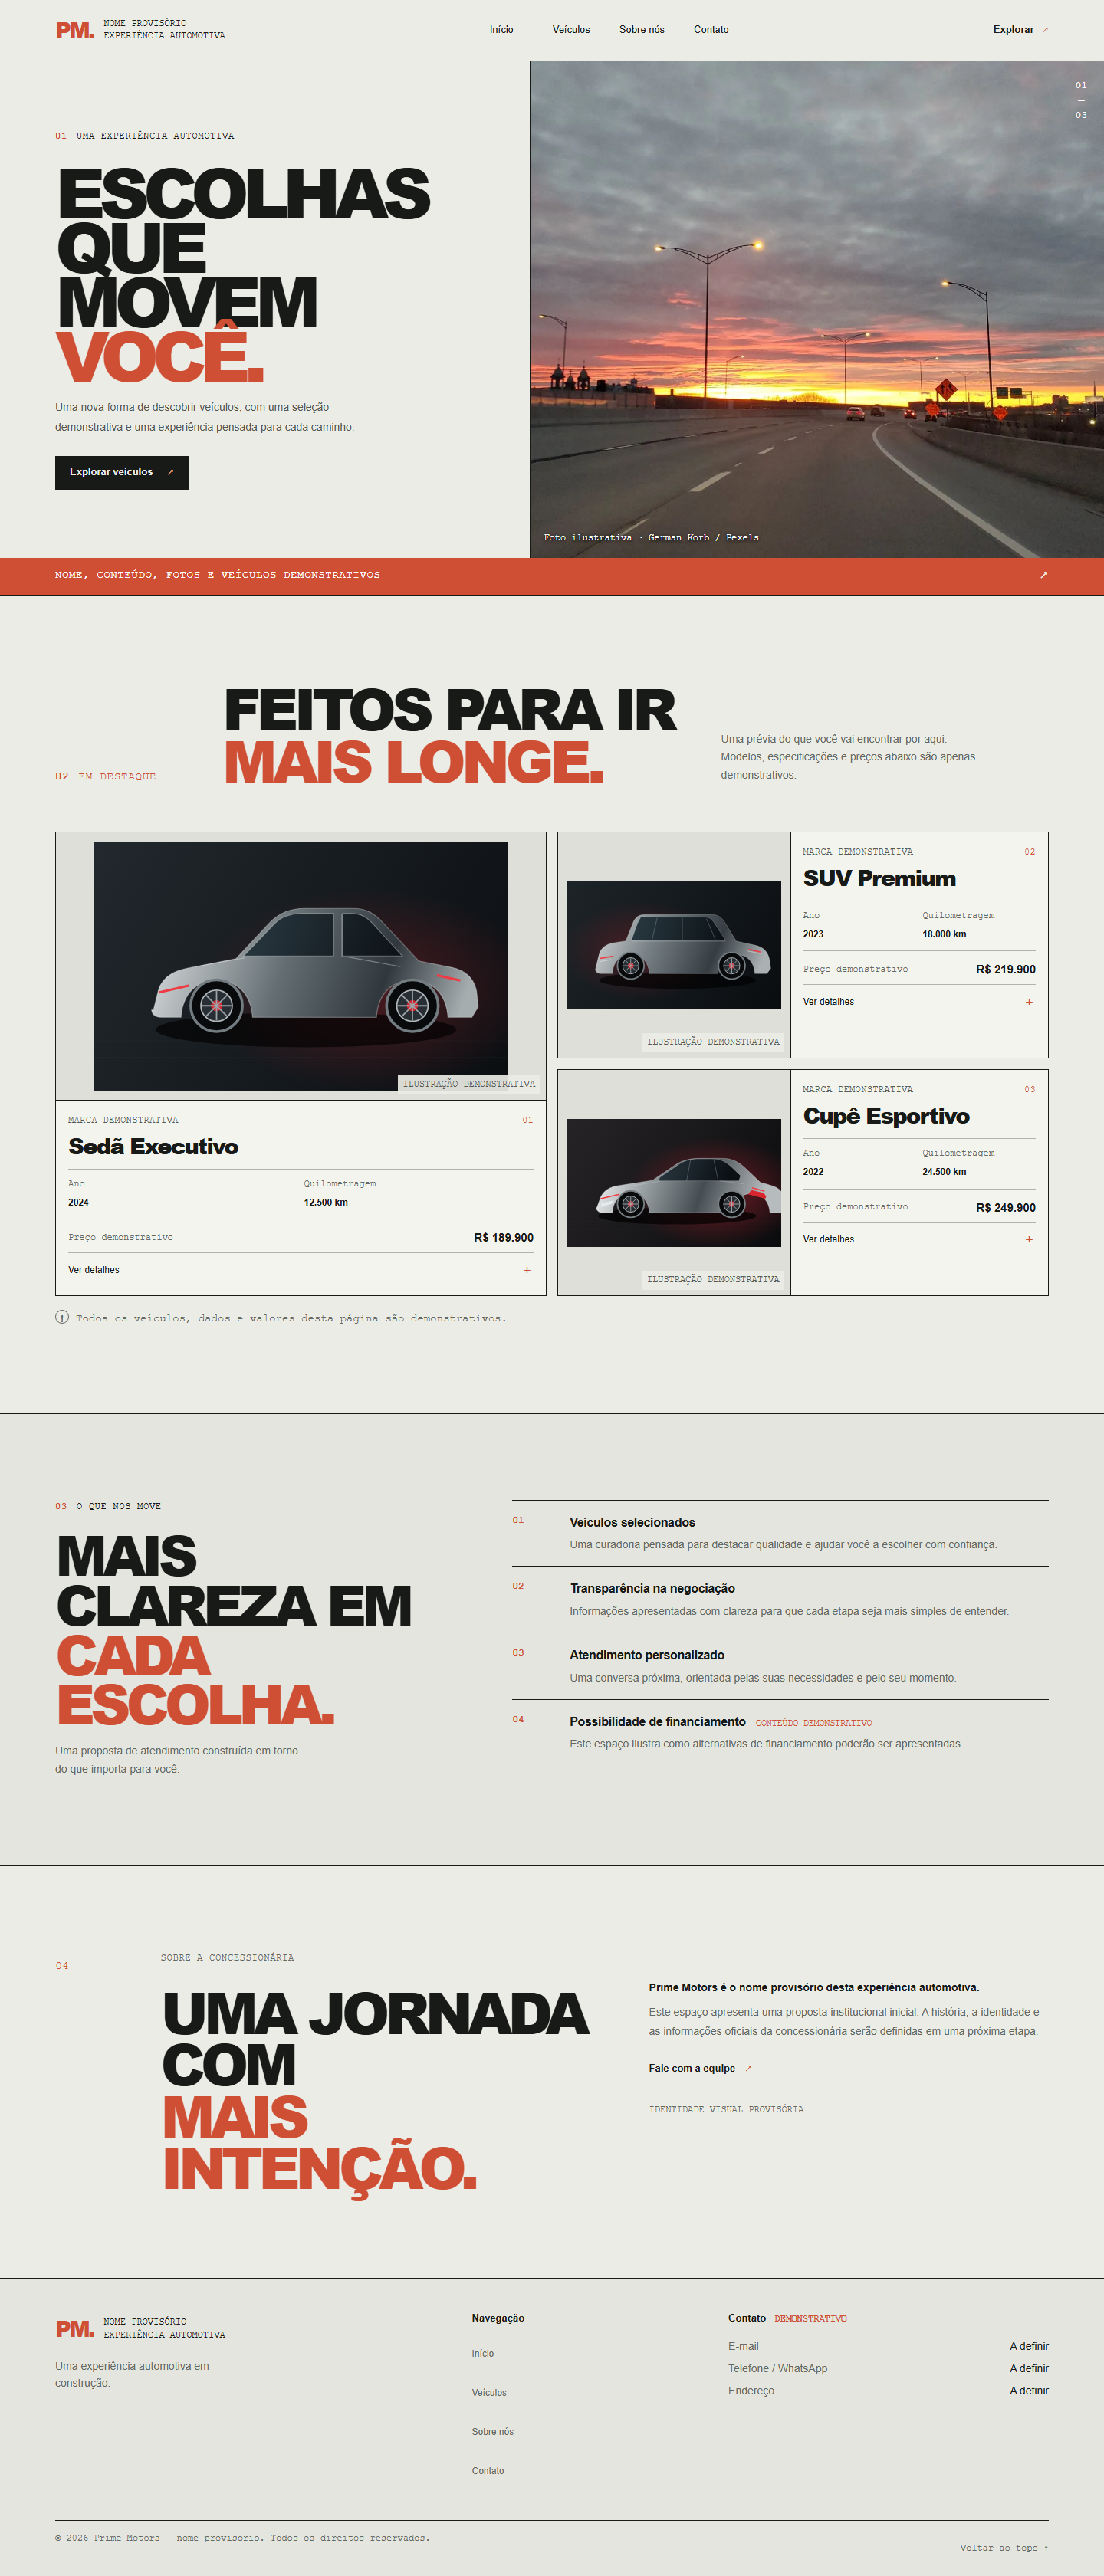 PM.
NOME PROVISÓRIO
EXPERIÊNCIA AUTOMOTIVA
Início
Veículos
Sobre nós
Contato
Explorar ↗
01
—
03
01 UMA EXPERIÊNCIA AUTOMOTIVA
ESCOLHAS
QUE
MOVEM
VOCÊ.
Uma nova forma de descobrir veículos, com uma seleção
demonstrativa e uma experiência pensada para cada caminho.
Explorar veículos ↗
Foto ilustrativa · German Korb / Pexels
NOME, CONTEÚDO, FOTOS E VEÍCULOS DEMONSTRATIVOS ↗
02 EM DESTAQUE
FEITOS PARA IR
MAIS LONGE.
Uma prévia do que você vai encontrar por aqui.
Modelos, especificações e preços abaixo são apenas
demonstrativos.
ILUSTRAÇÃO DEMONSTRATIVA
MARCA DEMONSTRATIVA 01
Sedã Executivo
Ano Quilometragem
2024 12.500 km
Preço demonstrativo R$ 189.900
Ver detalhes +
ILUSTRAÇÃO DEMONSTRATIVA
MARCA DEMONSTRATIVA 02
SUV Premium
Ano Quilometragem
2023 18.000 km
Preço demonstrativo R$ 219.900
Ver detalhes +
ILUSTRAÇÃO DEMONSTRATIVA
MARCA DEMONSTRATIVA 03
Cupê Esportivo
Ano Quilometragem
2022 24.500 km
Preço demonstrativo R$ 249.900
Ver detalhes +
! Todos os veículos, dados e valores desta página são demonstrativos.
03 O QUE NOS MOVE
MAIS
CLAREZA EM
CADA
ESCOLHA.
Uma proposta de atendimento construída em torno
do que importa para você.
01 Veículos selecionados
Uma curadoria pensada para destacar qualidade e ajudar você a escolher com confiança.
02 Transparência na negociação
Informações apresentadas com clareza para que cada etapa seja mais simples de entender.
03 Atendimento personalizado
Uma conversa próxima, orientada pelas suas necessidades e pelo seu momento.
04 Possibilidade de financiamento CONTEÚDO DEMONSTRATIVO
Este espaço ilustra como alternativas de financiamento poderão ser apresentadas.
04
SOBRE A CONCESSIONÁRIA
UMA JORNADA
COM
MAIS
INTENÇÃO.
Prime Motors é o nome provisório desta experiência automotiva.
Este espaço apresenta uma proposta institucional inicial. A história, a identidade e
as informações oficiais da concessionária serão definidas em uma próxima etapa.
Fale com a equipe ↗
IDENTIDADE VISUAL PROVISÓRIA
PM.
NOME PROVISÓRIO
EXPERIÊNCIA AUTOMOTIVA
Uma experiência automotiva em
construção.
Navegação
Início
Veículos
Sobre nós
Contato
Contato DEMONSTRATIVO
E-mail A definir
Telefone / WhatsApp A definir
Endereço A definir
© 2026 Prime Motors — nome provisório. Todos os direitos reservados.
Voltar ao topo ↑